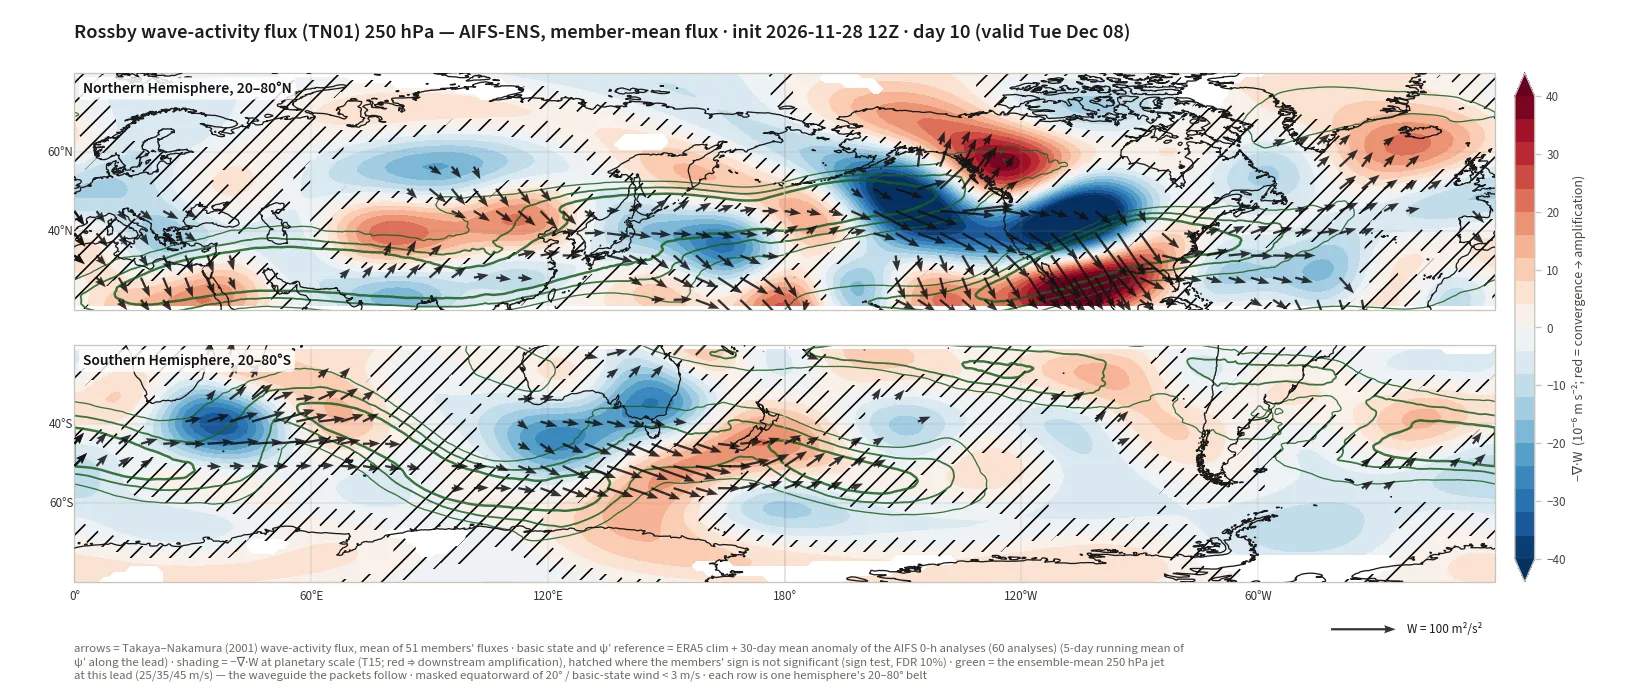 Rossby wave-activity flux (TN01) 250 hPa — AIFS-ENS, member-mean flux · init 2026-11-28 12Z · day 10 (valid Tue Dec 08)
Northern Hemisphere, 20–80°N
60°N
40°N
Southern Hemisphere, 20–80°S
40°S
60°S
0°
60°E
120°E
180°
120°W
60°W
40
30
20
10
0
−10
−20
−30
−40
−∇·W (10⁻⁶ m s⁻²; red = convergence → amplification)
W = 100 m²/s²
arrows = Takaya–Nakamura (2001) wave-activity flux, mean of 51 members' fluxes · basic state and ψ' reference = ERA5 clim + 30-day mean anomaly of the AIFS 0-h analyses (60 analyses) (5-day running mean of
ψ' along the lead) · shading = −∇·W at planetary scale (T15; red ⇒ downstream amplification), hatched where the members' sign is not significant (sign test, FDR 10%) · green = the ensemble-mean 250 hPa jet
at this lead (25/35/45 m/s) — the waveguide the packets follow · masked equatorward of 20° / basic-state wind < 3 m/s · each row is one hemisphere's 20–80° belt